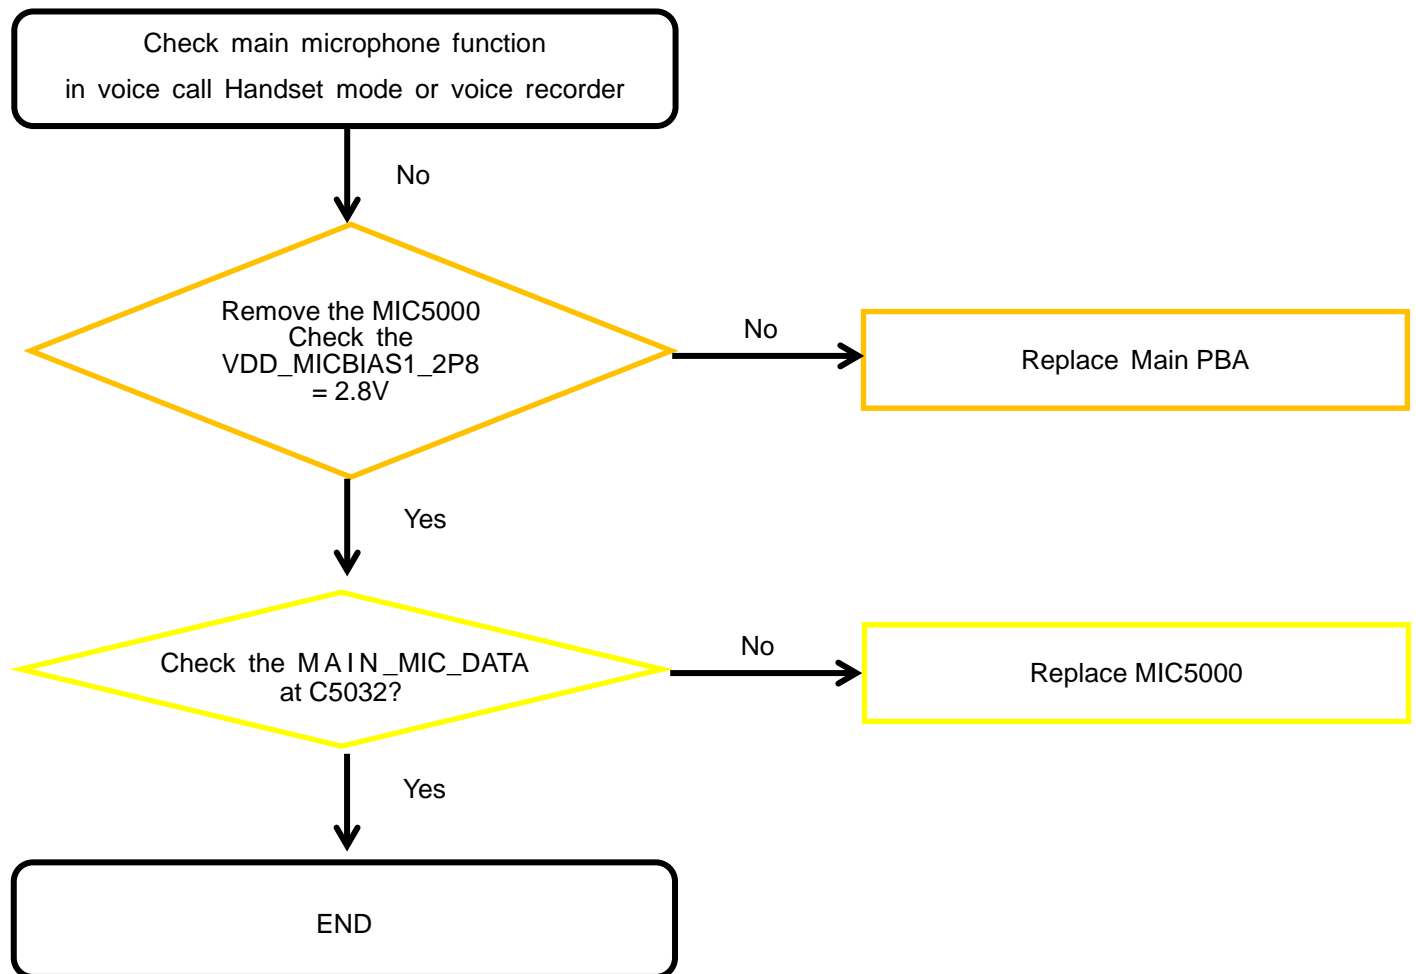 Check main microphone function
in voice call Handset mode or voice recorder
No
Remove the MIC5000
Check the
VDD_MICBIAS1_2P8
= 2.8V
No
Replace Main PBA
Yes
Check the MAIN_MIC_DATA
at C5032?
No
Replace MIC5000
Yes
END